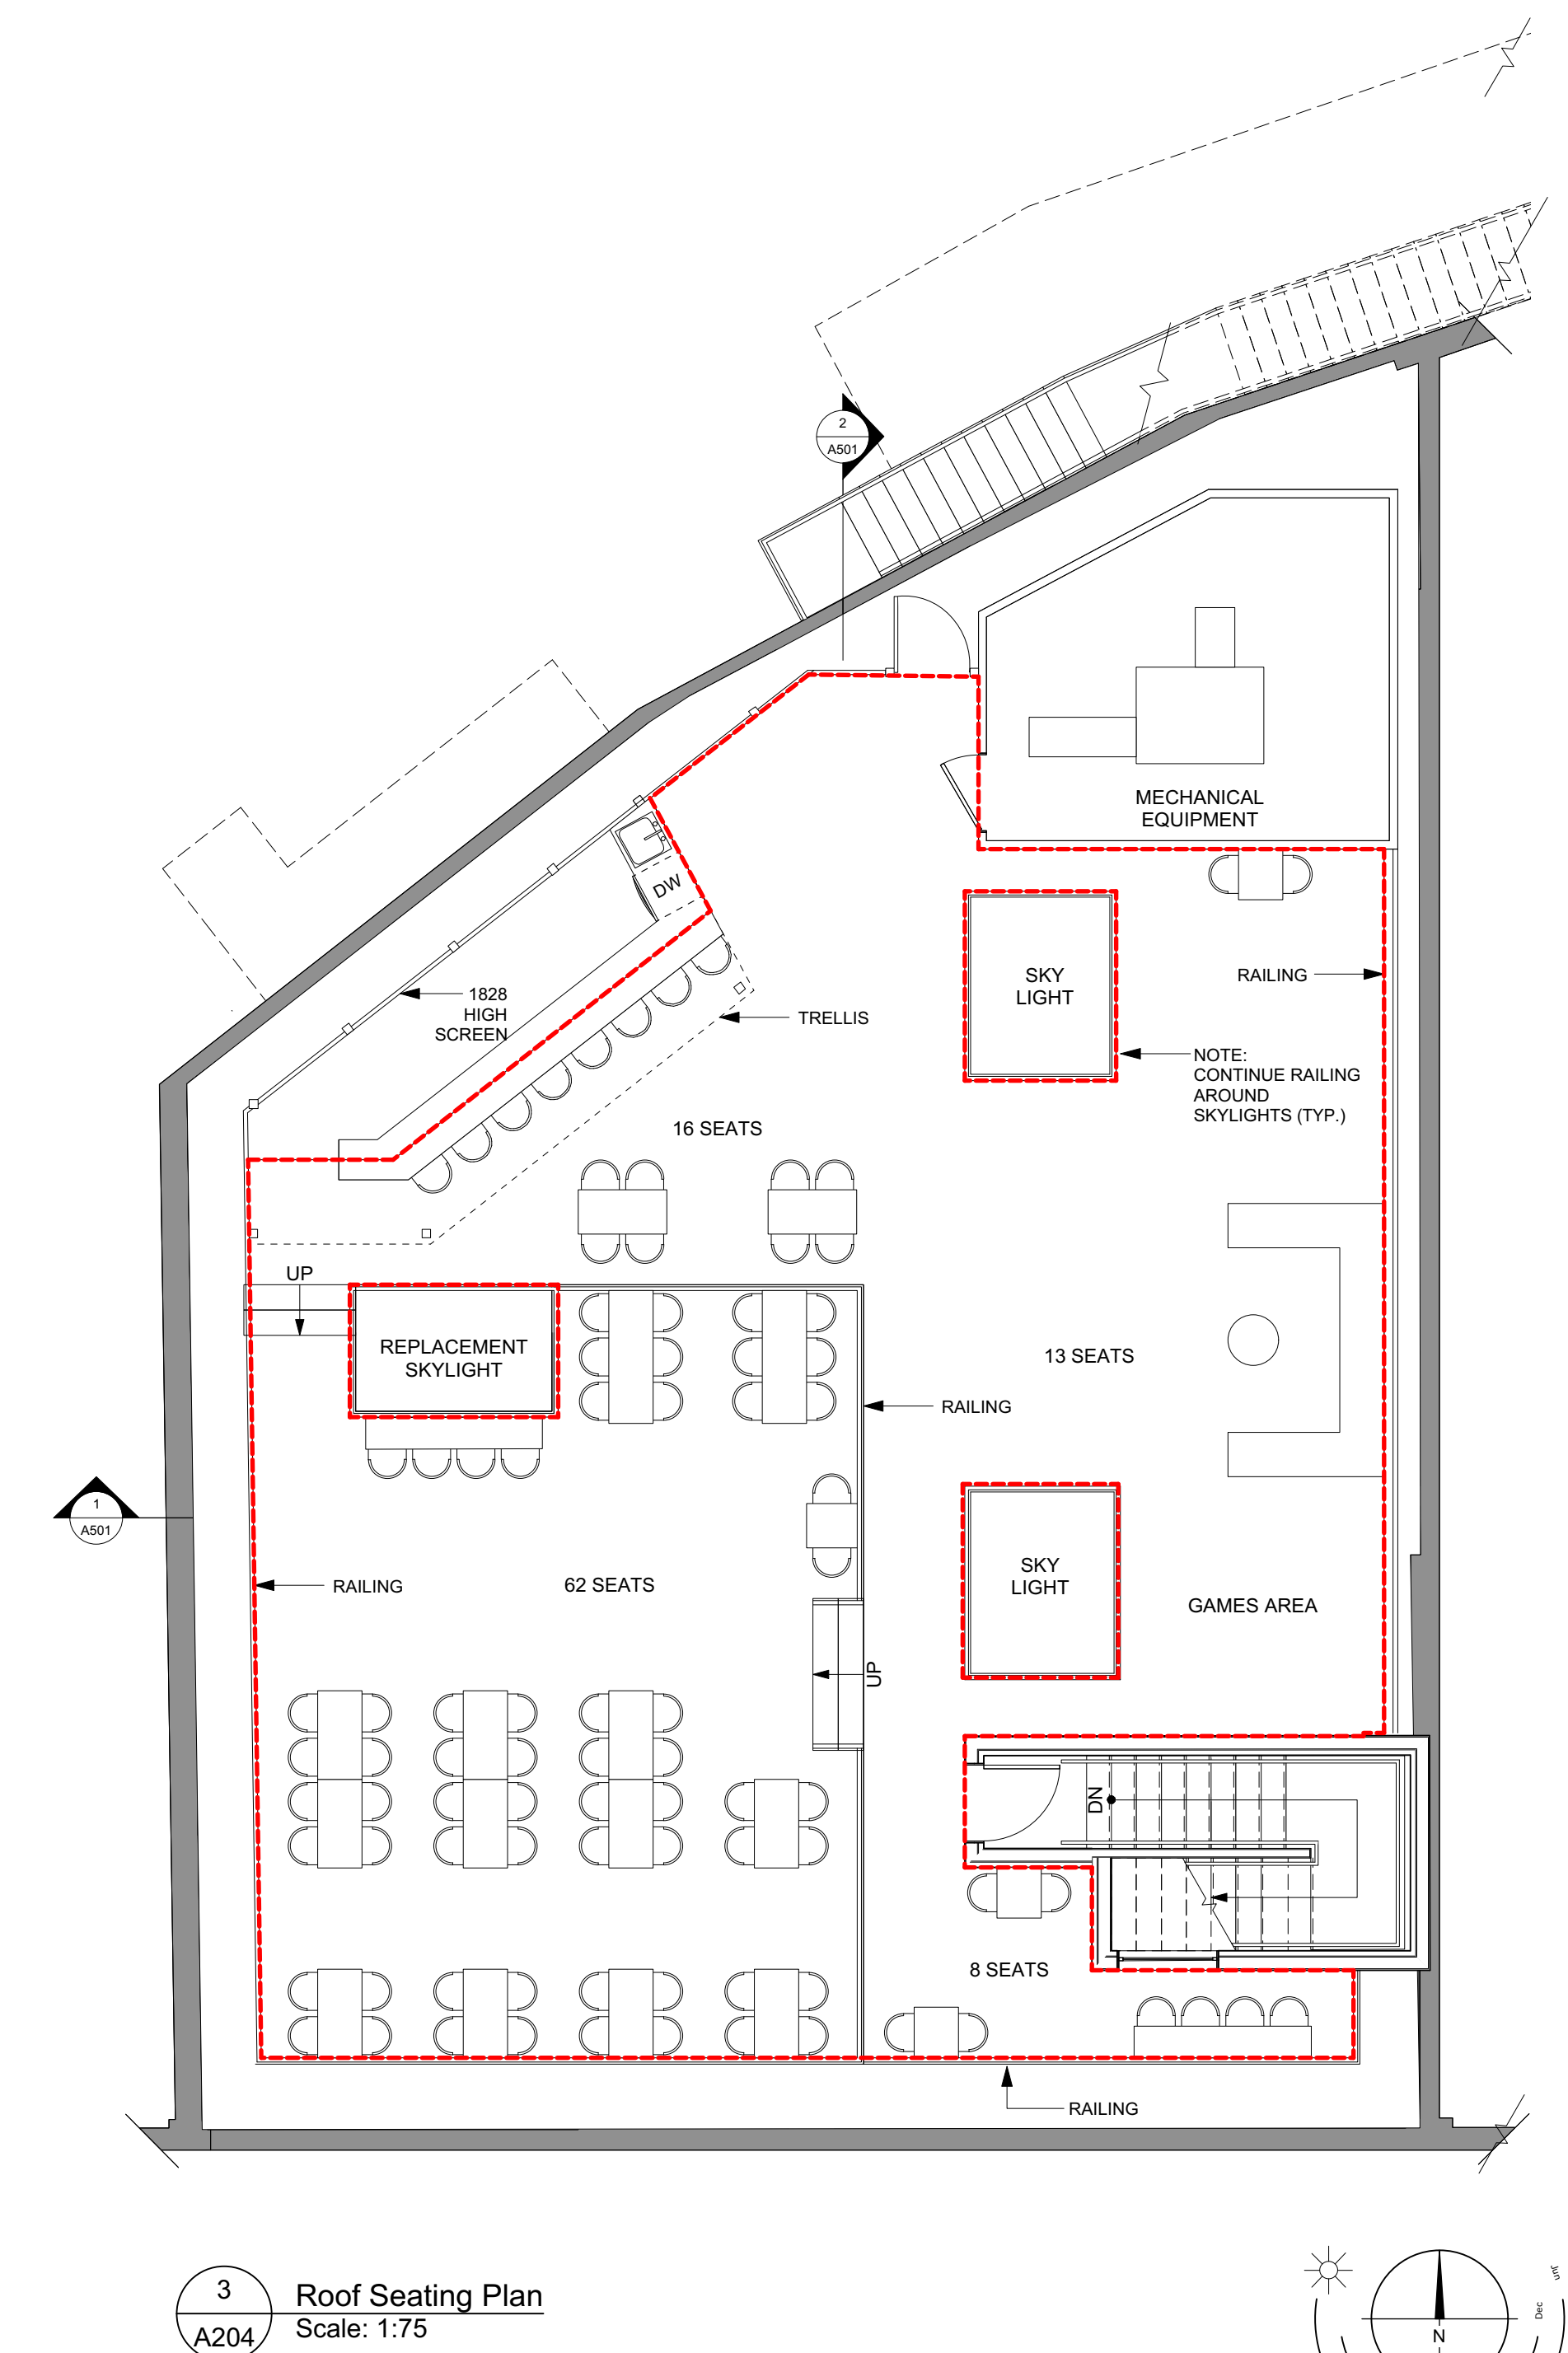 2
A501
MECHANICAL
EQUIPMENT
DW
SKY
LIGHT
RAILING
1828
HIGH
SCREEN
TRELLIS
NOTE:
CONTINUE RAILING
AROUND
SKYLIGHTS (TYP.)
16 SEATS
UP
REPLACEMENT
SKYLIGHT
13 SEATS
RAILING
1
A501
RAILING
62 SEATS
SKY
LIGHT
GAMES AREA
UP
DN
8 SEATS
RAILING
3
A204
Roof Seating Plan
Scale: 1:75
N
Jun
Dec